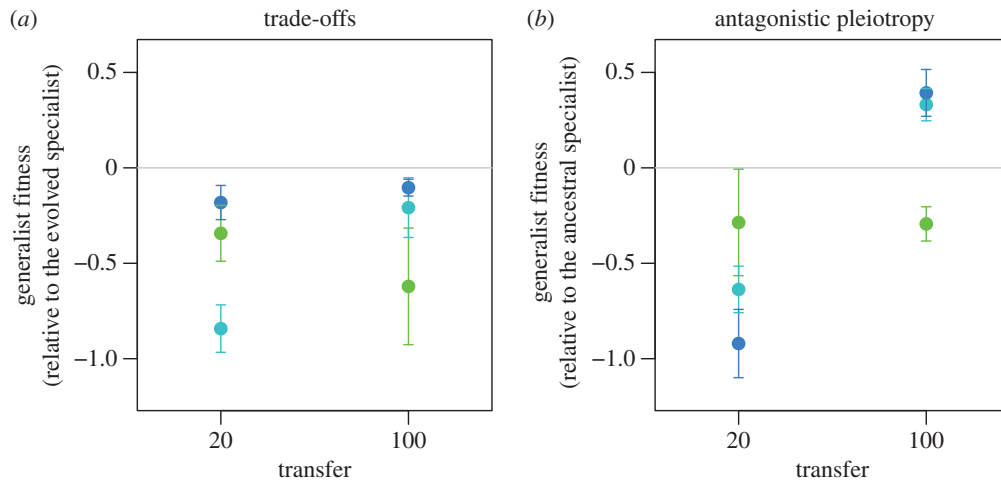 (a)
trade-offs
generalist fitness
(relative to the evolved specialist)
0.5
0
−0.5
−1.0
20
100
transfer
(b)
antagonistic pleiotropy
generalist fitness
(relative to the ancestral specialist)
0.5
0
−0.5
−1.0
20
100
transfer